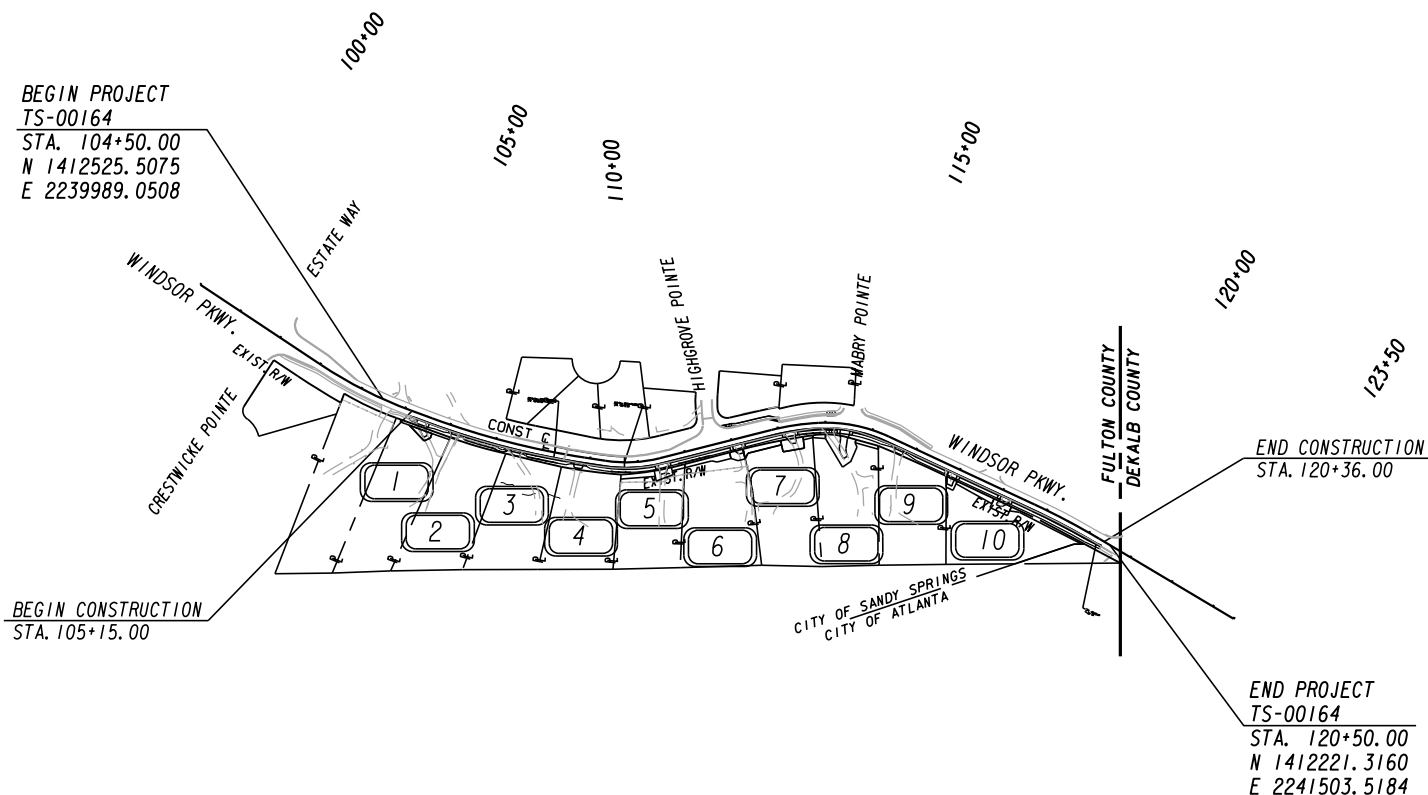 100+00
BEGIN PROJECT
TS-00164
STA. 104+50.00
N 1412525.5075
E 2239989.0508
105+00
110+00
115+00
120+00
123+50
ESTATE WAY
WINDSOR PKWY.
EXIST. R/W
CRESTWICKE POINTE
HIGHGROVE POINTE
MABRY POINTE
CONST ℄
EXIST. R/W
WINDSOR PKWY.
EXIST. R/W
FULTON COUNTY
DEKALB COUNTY
END CONSTRUCTION
STA. 120+36.00
1
2
3
4
5
6
7
8
9
10
CITY OF SANDY SPRINGS
CITY OF ATLANTA
BEGIN CONSTRUCTION
STA. 105+15.00
END PROJECT
TS-00164
STA. 120+50.00
N 1412221.3160
E 2241503.5184